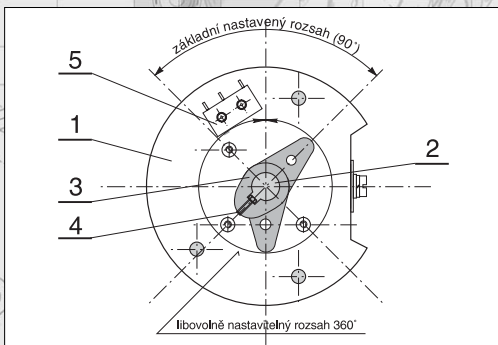 základní nastavený rozsah (90˚)
5
1
2
3
4
libovolně nastavitelný rozsah 360˚